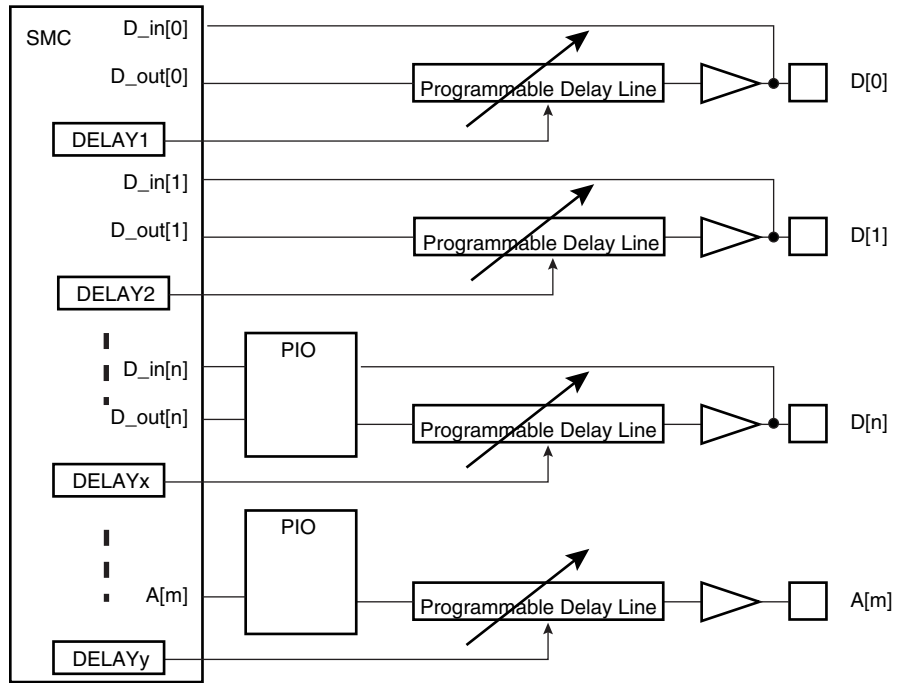 SMC
D_in[0]
D_out[0]
Programmable Delay Line
D[0]
DELAY1
D_in[1]
D_out[1]
Programmable Delay Line
D[1]
DELAY2
PIO
D_in[n]
D_out[n]
Programmable Delay Line
D[n]
DELAYx
PIO
A[m]
Programmable Delay Line
A[m]
DELAYy